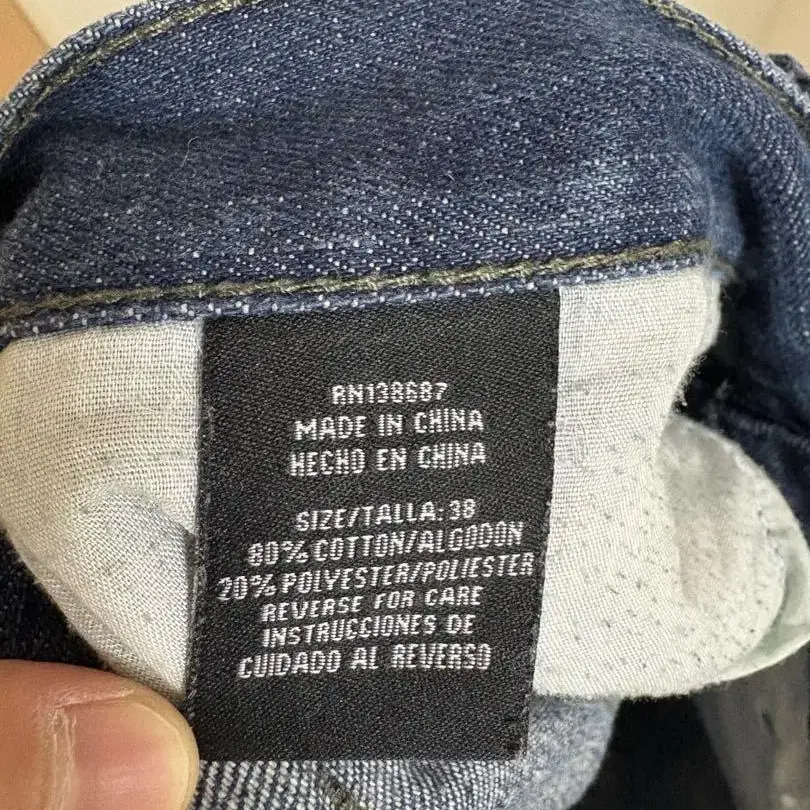 RN138687
MADE IN CHINA
HECHO EN CHINA
SIZE/TALLA: 38
80% COTTON/ALGODON
20% POLYESTER/POLIESTER
REVERSE FOR CARE
INSTRUCCIONES DE
CUIDADO AL REVERSO